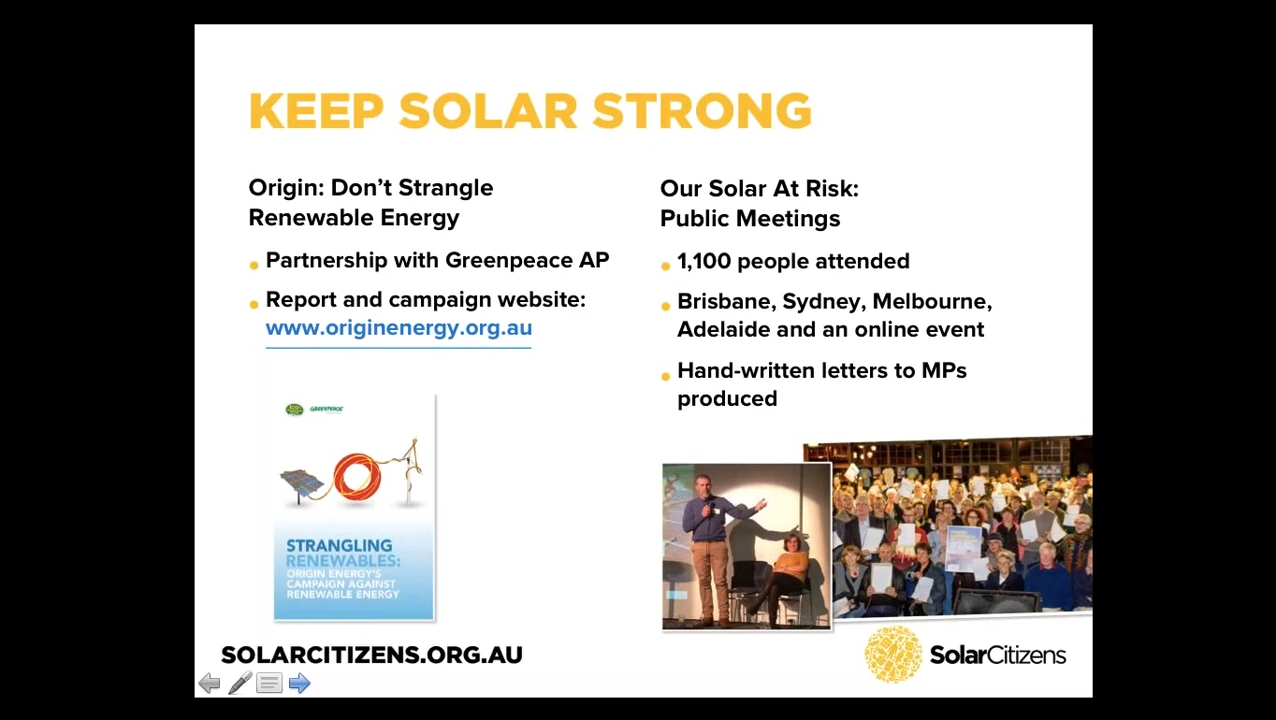 KEEP SOLAR STRONG
Origin: Don't Strangle
Renewable Energy
Partnership with Greenpeace AP
Report and campaign website:
www.originenergy.org.au
GREENPEACE
STRANGLING
RENEWABLES:
ORIGIN ENERGY'S
CAMPAIGN AGAINST
RENEWABLE ENERGY
Our Solar At Risk:
Public Meetings
1,100 people attended
Brisbane, Sydney, Melbourne,
Adelaide and an online event
Hand-written letters to MPs
produced
SOLARCITIZENS.ORG.AU
SolarCitizens